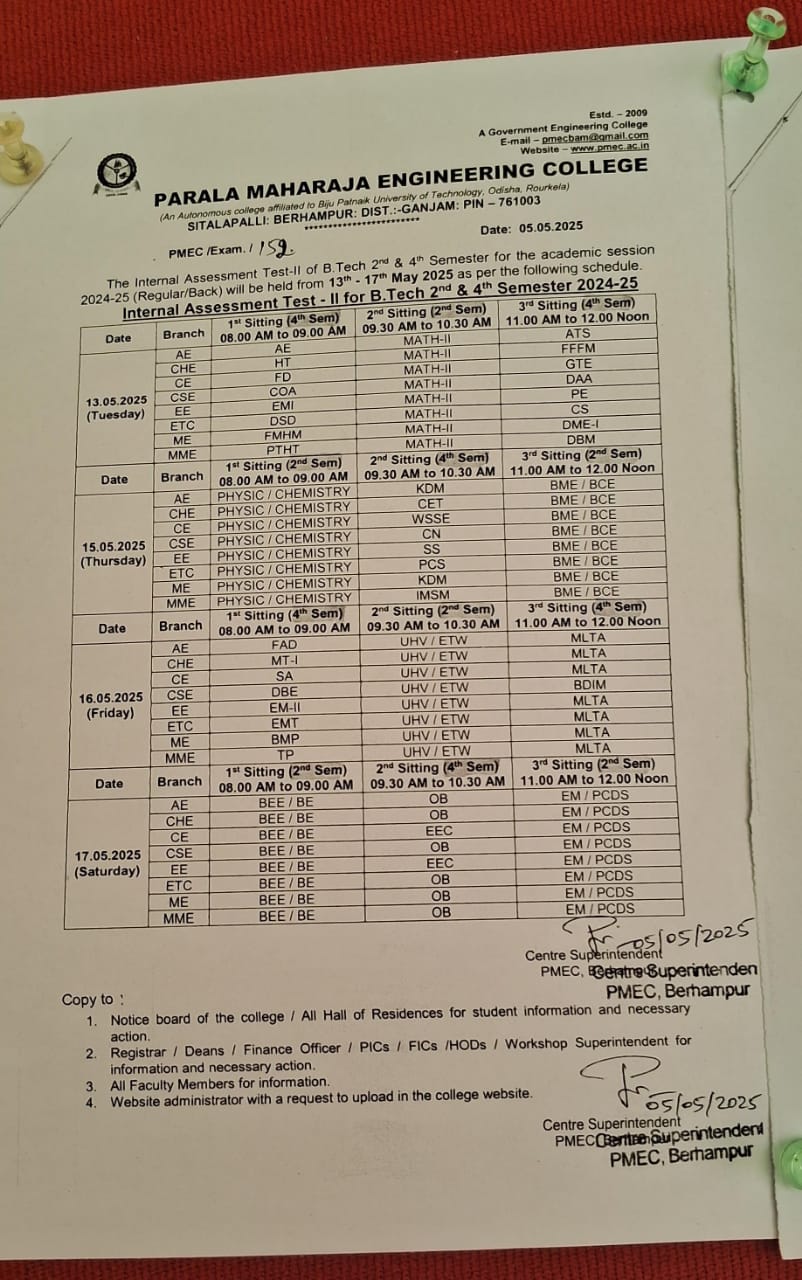 Estd. – 2009
A Government Engineering College
E-mail – pmecbam@gmail.com
Website – www.pmec.ac.in
PARALA MAHARAJA ENGINEERING COLLEGE
(An Autonomous college affiliated to Biju Patnaik University of Technology, Odisha, Rourkela)
SITALAPALLI: BERHAMPUR: DIST.:-GANJAM: PIN – 761003
************************
PMEC /Exam. / 159. Date: 05.05.2025
The Internal Assessment Test-II of B.Tech 2nd & 4th Semester for the academic session
2024-25 (Regular/Back) will be held from 13th - 17th May 2025 as per the following schedule.
Internal Assessment Test - II for B.Tech 2nd & 4th Semester 2024-25
Date Branch 1st Sitting (4th Sem) 08.00 AM to 09.00 AM 2nd Sitting (2nd Sem) 09.30 AM to 10.30 AM 3rd Sitting (4th Sem) 11.00 AM to 12.00 Noon
13.05.2025 (Tuesday)
AE AE MATH-II ATS
CHE HT MATH-II FFFM
CE FD MATH-II GTE
CSE COA MATH-II DAA
EE EMI MATH-II PE
ETC DSD MATH-II CS
ME FMHM MATH-II DME-I
MME PTHT MATH-II DBM
Date Branch 1st Sitting (2nd Sem) 08.00 AM to 09.00 AM 2nd Sitting (4th Sem) 09.30 AM to 10.30 AM 3rd Sitting (2nd Sem) 11.00 AM to 12.00 Noon
15.05.2025 (Thursday)
AE PHYSIC / CHEMISTRY KDM BME / BCE
CHE PHYSIC / CHEMISTRY CET BME / BCE
CE PHYSIC / CHEMISTRY WSSE BME / BCE
CSE PHYSIC / CHEMISTRY CN BME / BCE
EE PHYSIC / CHEMISTRY SS BME / BCE
ETC PHYSIC / CHEMISTRY PCS BME / BCE
ME PHYSIC / CHEMISTRY KDM BME / BCE
MME PHYSIC / CHEMISTRY IMSM BME / BCE
Date Branch 1st Sitting (4th Sem) 08.00 AM to 09.00 AM 2nd Sitting (2nd Sem) 09.30 AM to 10.30 AM 3rd Sitting (4th Sem) 11.00 AM to 12.00 Noon
16.05.2025 (Friday)
AE FAD UHV / ETW MLTA
CHE MT-I UHV / ETW MLTA
CE SA UHV / ETW MLTA
CSE DBE UHV / ETW BDIM
EE EM-II UHV / ETW MLTA
ETC EMT UHV / ETW MLTA
ME BMP UHV / ETW MLTA
MME TP UHV / ETW MLTA
Date Branch 1st Sitting (2nd Sem) 08.00 AM to 09.00 AM 2nd Sitting (4th Sem) 09.30 AM to 10.30 AM 3rd Sitting (2nd Sem) 11.00 AM to 12.00 Noon
17.05.2025 (Saturday)
AE BEE / BE OB EM / PCDS
CHE BEE / BE OB EM / PCDS
CE BEE / BE EEC EM / PCDS
CSE BEE / BE OB EM / PCDS
EE BEE / BE EEC EM / PCDS
ETC BEE / BE OB EM / PCDS
ME BEE / BE OB EM / PCDS
MME BEE / BE OB EM / PCDS
05/05/2025
Centre Superintendent
PMEC,
Centre Superintenden
PMEC, Berhampur
Copy to :
1. Notice board of the college / All Hall of Residences for student information and necessary
action.
2. Registrar / Deans / Finance Officer / PICs / FICs /HODs / Workshop Superintendent for
information and necessary action.
3. All Faculty Members for information.
4. Website administrator with a request to upload in the college website.
05/05/2025
Centre Superintendent
PMEC
Centre Superintendent
PMEC, Berhampur